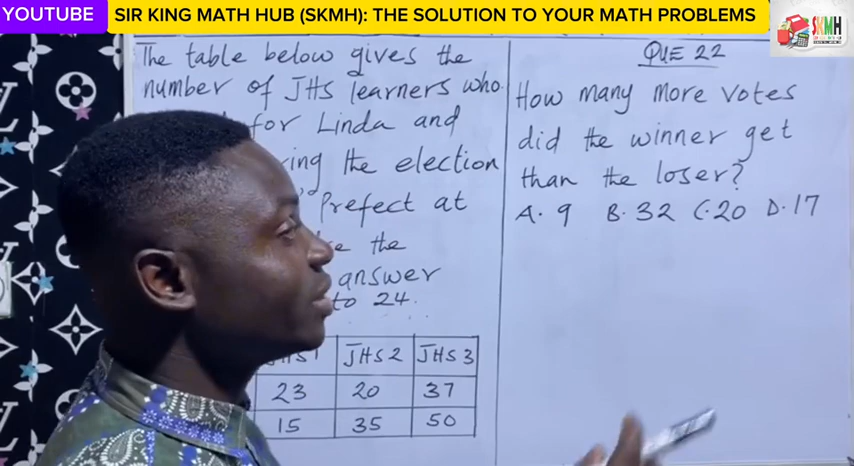 YOUTUBE
SIR KING MATH HUB (SKMH): THE SOLUTION TO YOUR MATH PROBLEMS
SKMH
The table below gives the
number of JHS learners who
for Linda and
the election
Prefect at
the
answer
to 24.
JHS 2 JHS 3
23 20 37
15 35 50
QUE 22
How many more votes
did the winner get
than the loser?
A. 9 B. 32 C. 20 D. 17